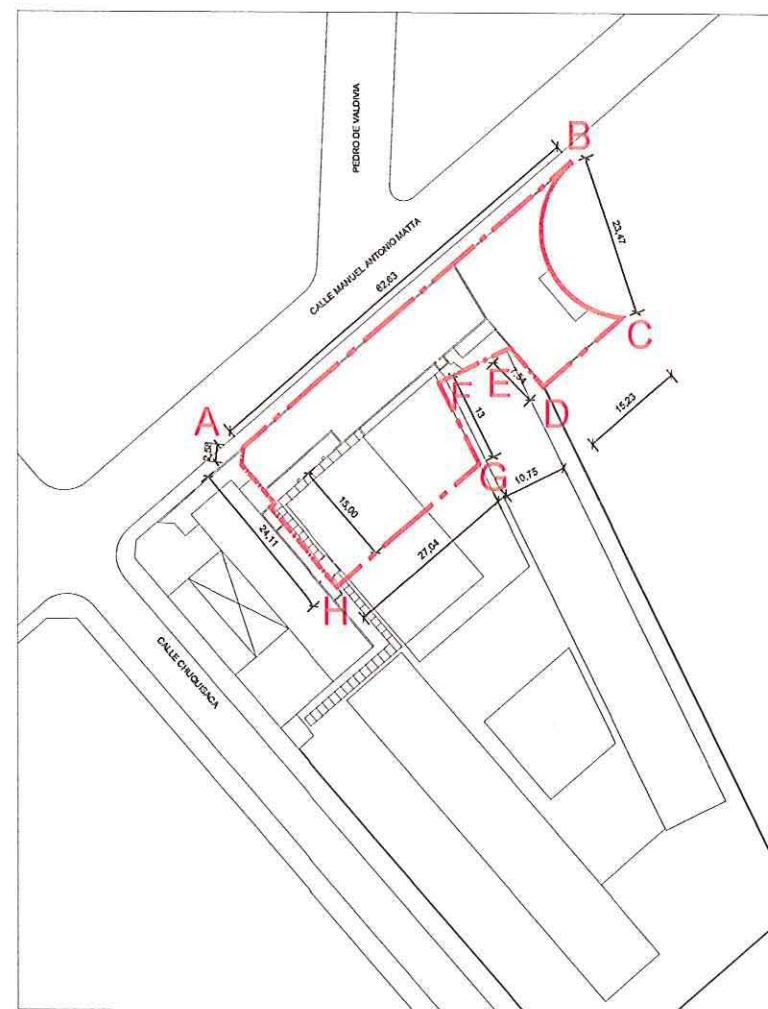 PEDRO DE VALDIVIA
B
CALLE MANUEL ANTONIO MATTA
23,47
62,63
C
A
E
7,54
F
D
13
15,23
2,58
G
10,75
15,00
24,11
27,04
H
CALLE CHUQUISACA